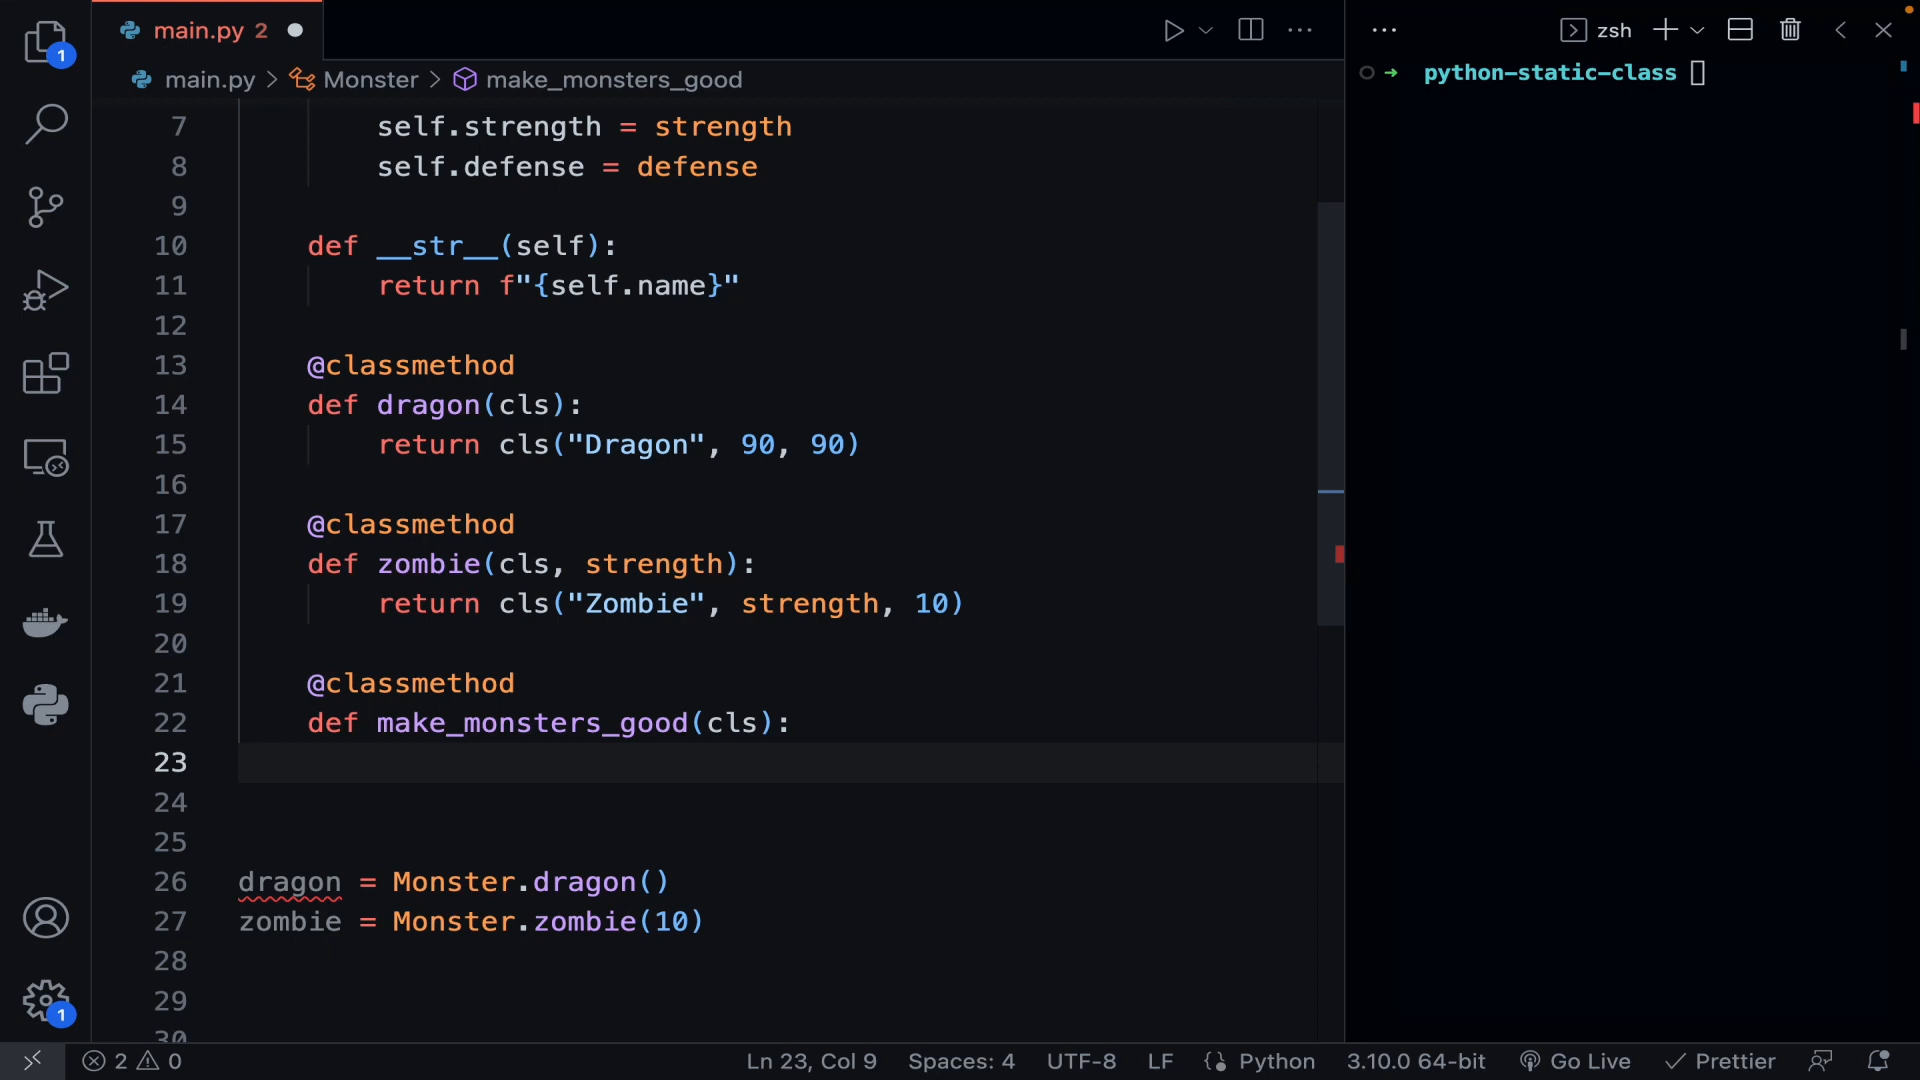 1
main.py 2
zsh
main.py > Monster > make_monsters_good
python-static-class
7 self.strength = strength
8 self.defense = defense
9
10 def __str__(self):
11 return f"{self.name}"
12
13 @classmethod
14 def dragon(cls):
15 return cls("Dragon", 90, 90)
16
17 @classmethod
18 def zombie(cls, strength):
19 return cls("Zombie", strength, 10)
20
21 @classmethod
22 def make_monsters_good(cls):
23
24
25
26 dragon = Monster.dragon()
27 zombie = Monster.zombie(10)
28
29
30
1
2 0 Ln 23, Col 9 Spaces: 4 UTF-8 LF Python 3.10.0 64-bit Go Live Prettier